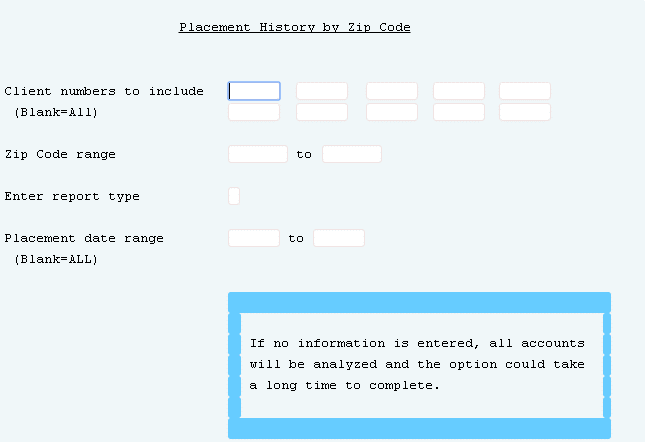 Placement History by Zip Code
Client numbers to include
(Blank=All)
Zip Code range to
Enter report type
Placement date range to
(Blank=ALL)
If no information is entered, all accounts
will be analyzed and the option could take
a long time to complete.